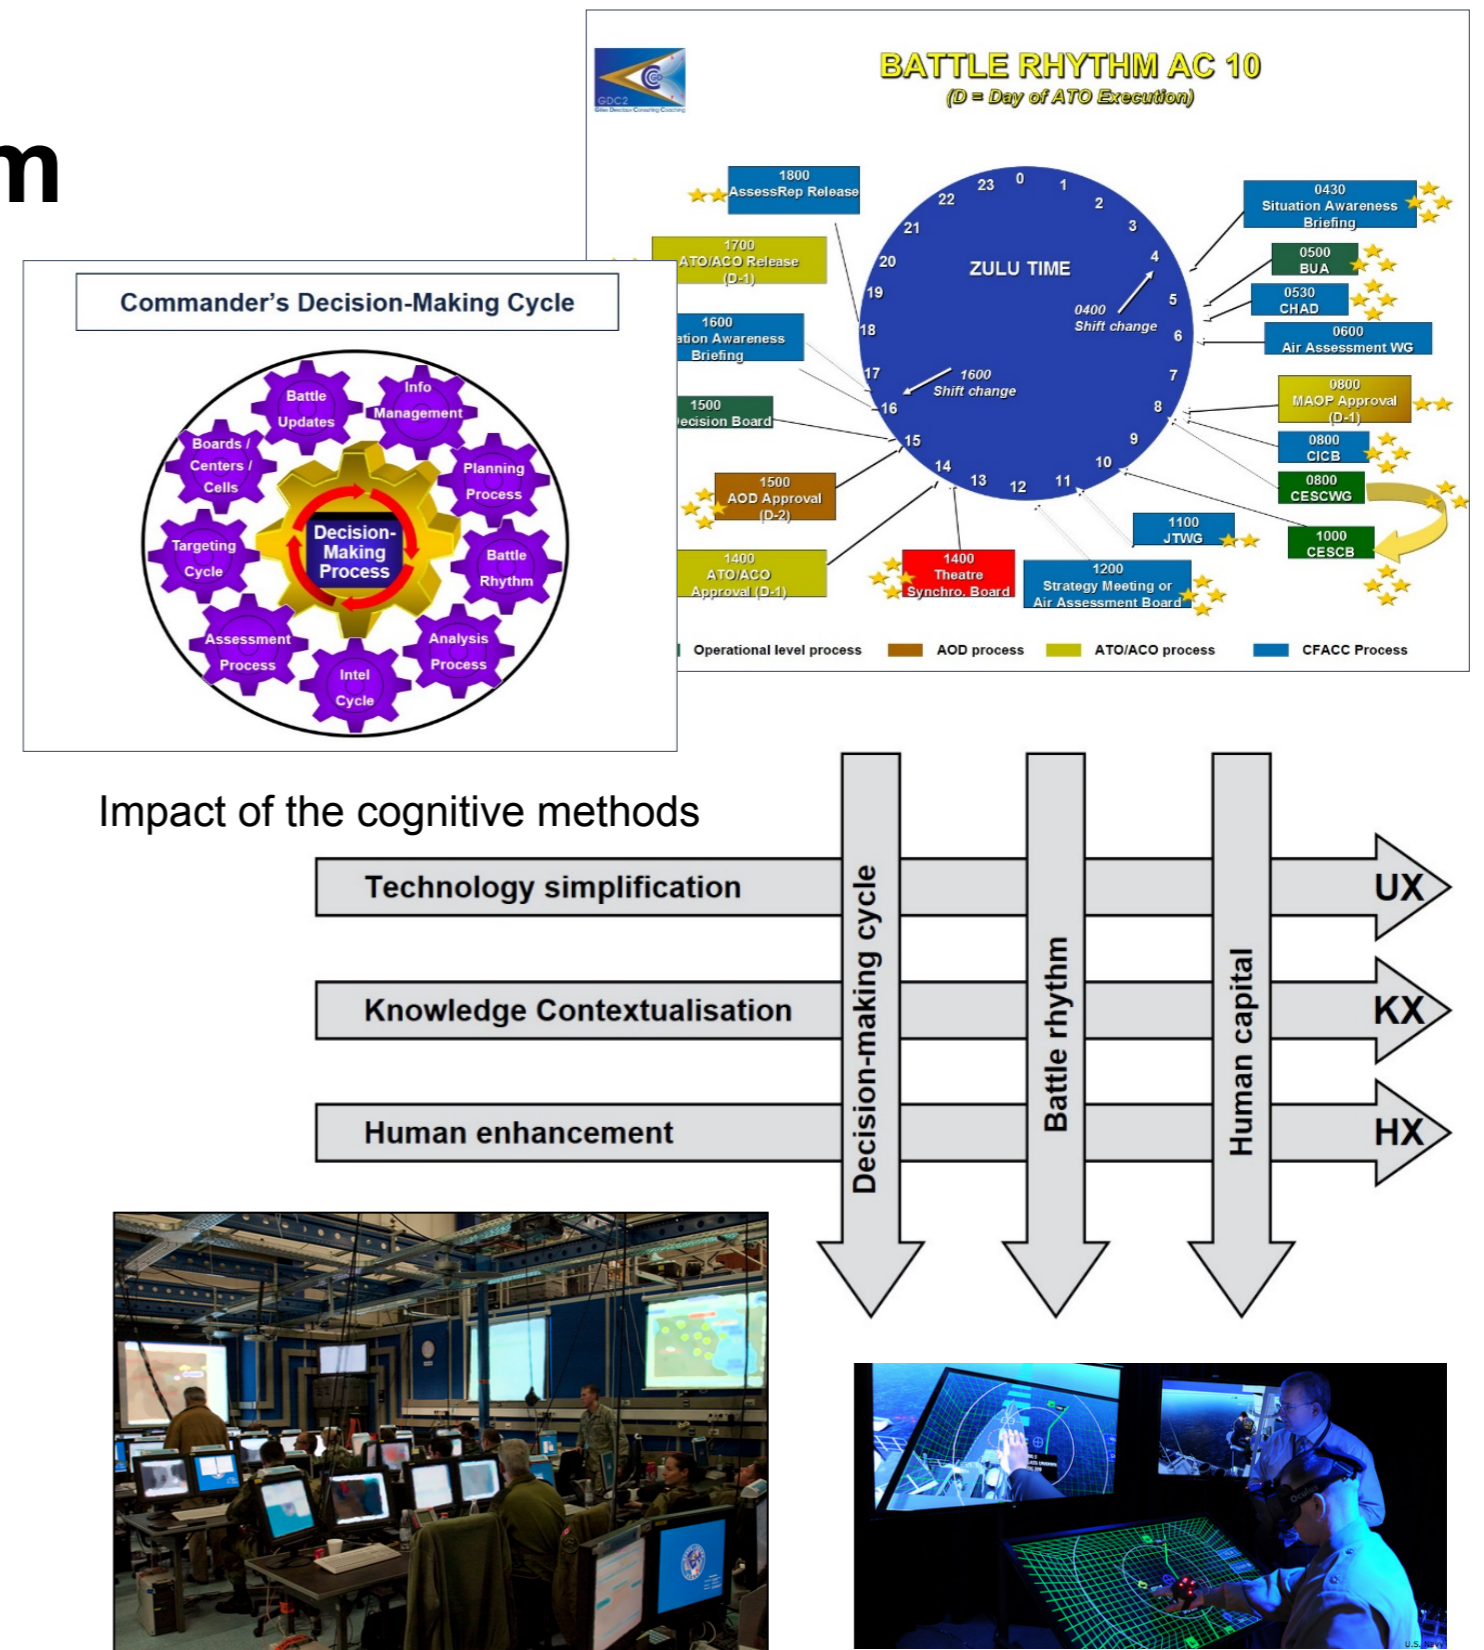 m
GDC2
BATTLE RHYTHM AC 10
(D = Day of ATO Execution)
ZULU TIME
0
1
2
3
4
5
6
7
8
9
10
11
12
13
14
15
16
17
18
19
20
21
22
23
0400
Shift change
1600
Shift change
0430
Situation Awareness
Briefing
0500
BUA
0530
CHAD
0600
Air Assessment WG
0800
MAOP Approval
(D-1)
0800
CICB
0800
CESCWG
1000
CESCB
1100
JTWG
1200
Strategy Meeting or
Air Assessment Board
1400
Theatre
Synchro. Board
1400
ATO/ACO
Approval (D-1)
1500
AOD Approval
(D-2)
1500
ecision Board
1600
ation Awareness
Briefing
1700
ATO/ACO Release
(D-1)
1800
AssessRep Release
Operational level process
AOD process
ATO/ACO process
CFACC Process
Commander's Decision-Making Cycle
Battle
Updates
Info
Management
Planning
Process
Battle
Rhythm
Analysis
Process
Intel
Cycle
Assessment
Process
Targeting
Cycle
Boards /
Centers /
Cells
Decision-
Making
Process
Impact of the cognitive methods
Technology simplification
UX
Knowledge Contextualisation
KX
Human enhancement
HX
Decision-making cycle
Battle rhythm
Human capital
Oculus
U.S. Navy